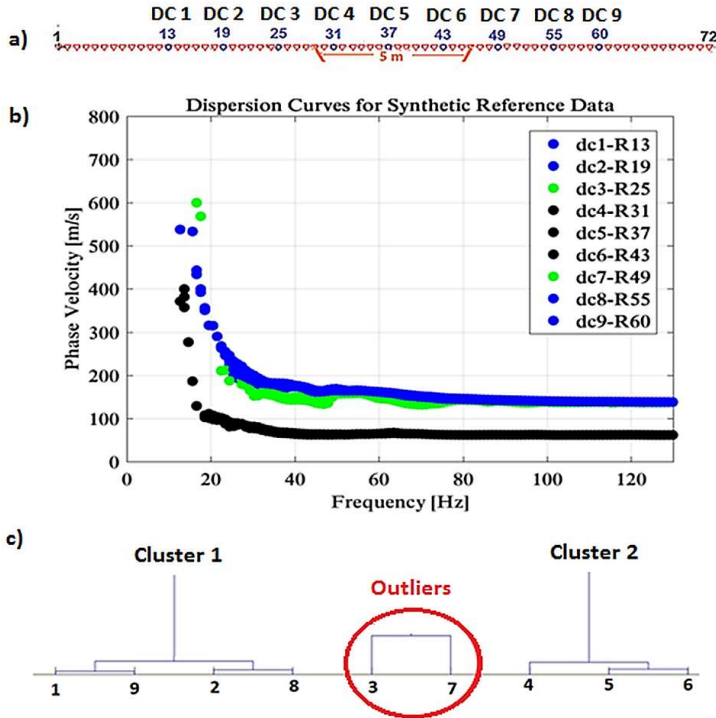 DC 1 DC 2 DC 3 DC 4 DC 5 DC 6 DC 7 DC 8 DC 9
a) 1 13 19 25 31 37 43 49 55 60 72
5 m
b)
Dispersion Curves for Synthetic Reference Data
800
700
600
500
400
300
200
100
0
Phase Velocity [m/s]
dc1-R13
dc2-R19
dc3-R25
dc4-R31
dc5-R37
dc6-R43
dc7-R49
dc8-R55
dc9-R60
0 20 40 60 80 100 120
Frequency [Hz]
c)
Cluster 1 Cluster 2
Outliers
1 9 2 8 3 7 4 5 6